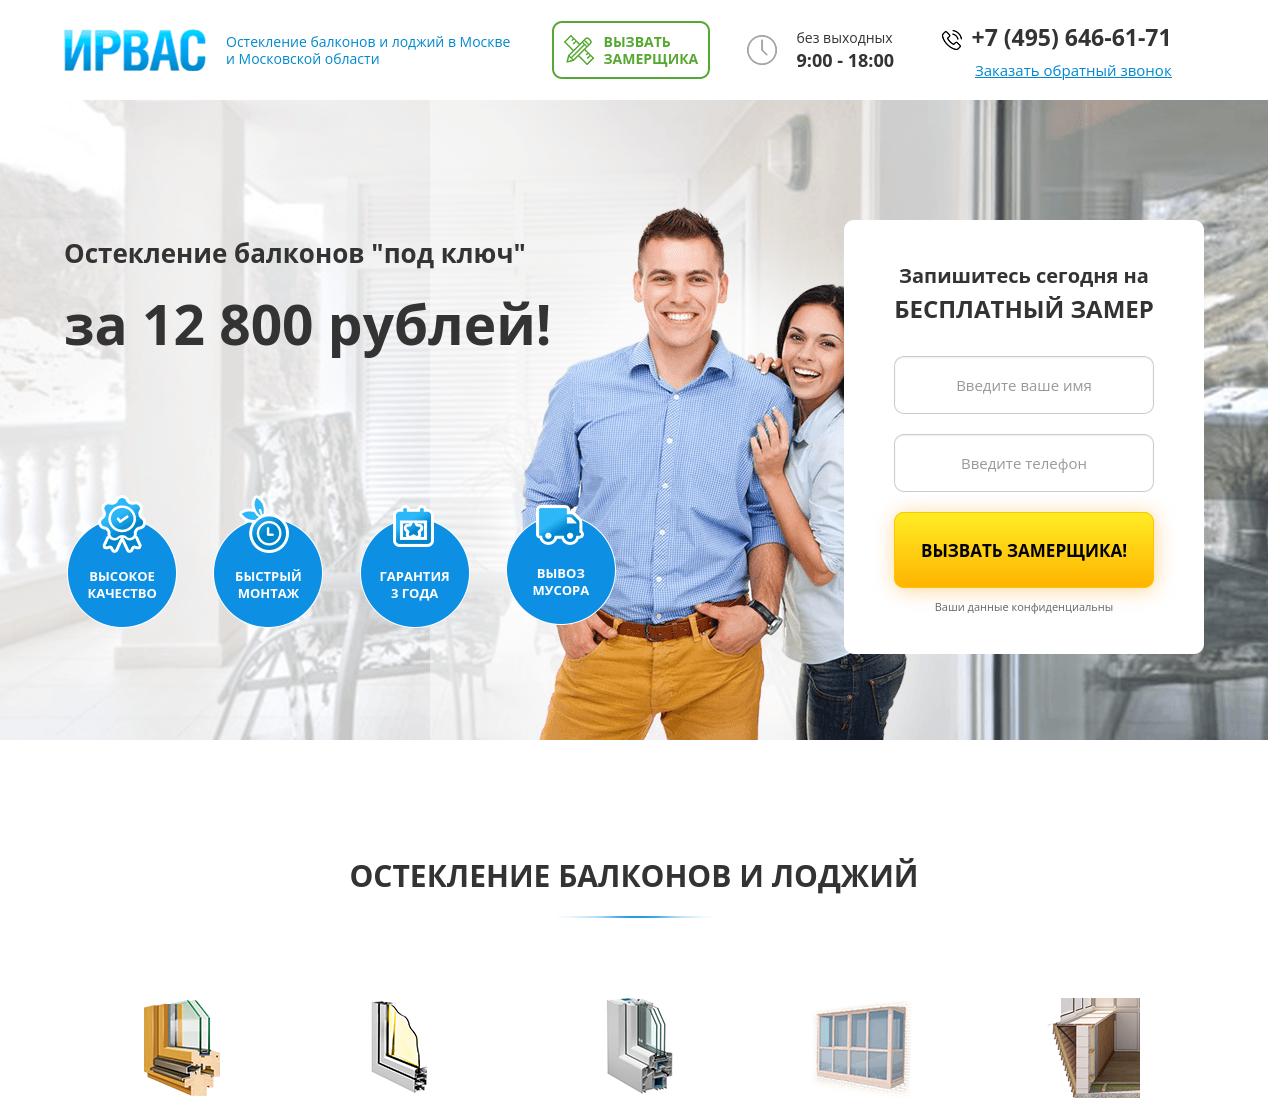 ИРВАС
Остекление балконов и лоджий в Москве
и Московской области
ВЫЗВАТЬ
ЗАМЕРЩИКА
без выходных
9:00 - 18:00
+7 (495) 646-61-71
Заказать обратный звонок
Остекление балконов "под ключ"
за 12 800 рублей!
ВЫСОКОЕ
КАЧЕСТВО
БЫСТРЫЙ
МОНТАЖ
ГАРАНТИЯ
3 ГОДА
ВЫВОЗ
МУСОРА
Запишитесь сегодня на
БЕСПЛАТНЫЙ ЗАМЕР
Введите ваше имя
Введите телефон
ВЫЗВАТЬ ЗАМЕРЩИКА!
Ваши данные конфиденциальны
ОСТЕКЛЕНИЕ БАЛКОНОВ И ЛОДЖИЙ